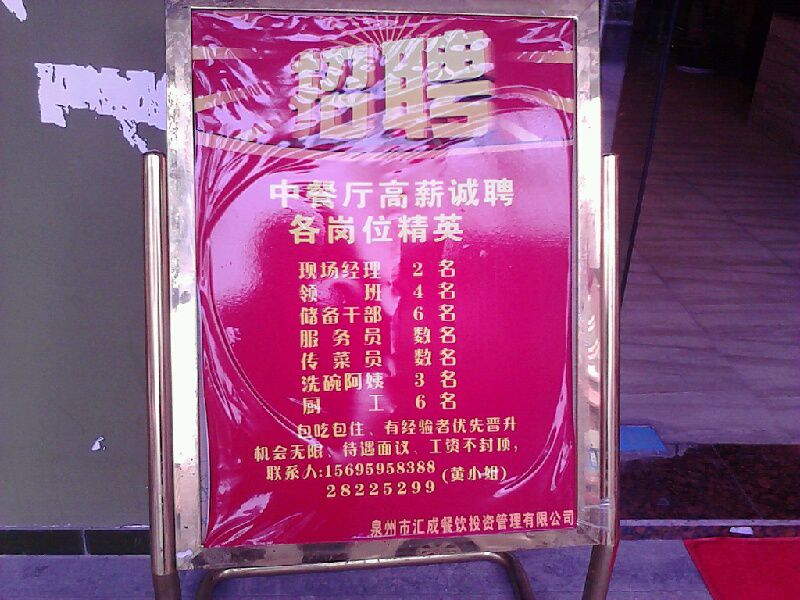 招聘
中餐厅高薪诚聘
各岗位精英
现场经理 2 名
领 班 4 名
储备干部 6 名
服 务 员 数 名
传 菜 员 数 名
洗碗阿姨 3 名
厨 工 6 名
包吃包住、有经验者优先晋升
机会无限、待遇面议、工资不封顶,
联系人:15695958388 (黄小姐)
28225299
泉州市汇成餐饮投资管理有限公司